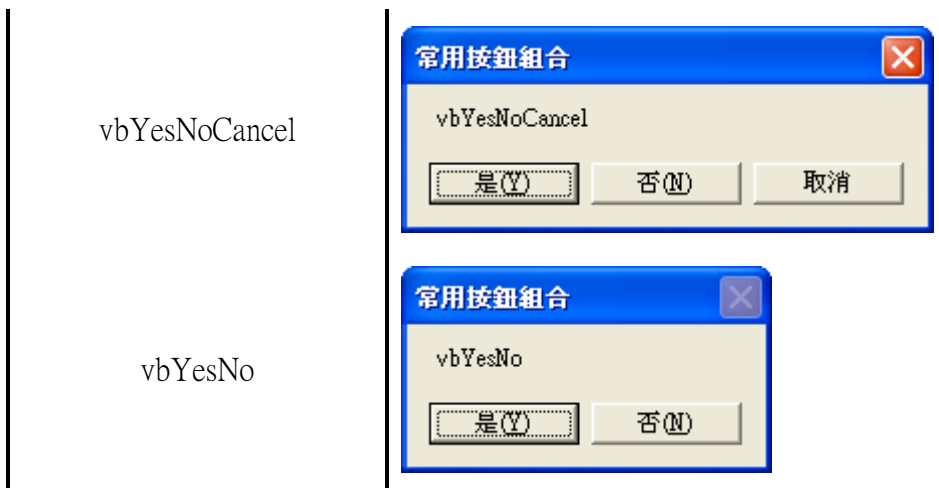 常用按鈕組合
vbYesNoCancel
vbYesNoCancel
是(Y) 否(N) 取消
常用按鈕組合
vbYesNo
vbYesNo
是(Y) 否(N)